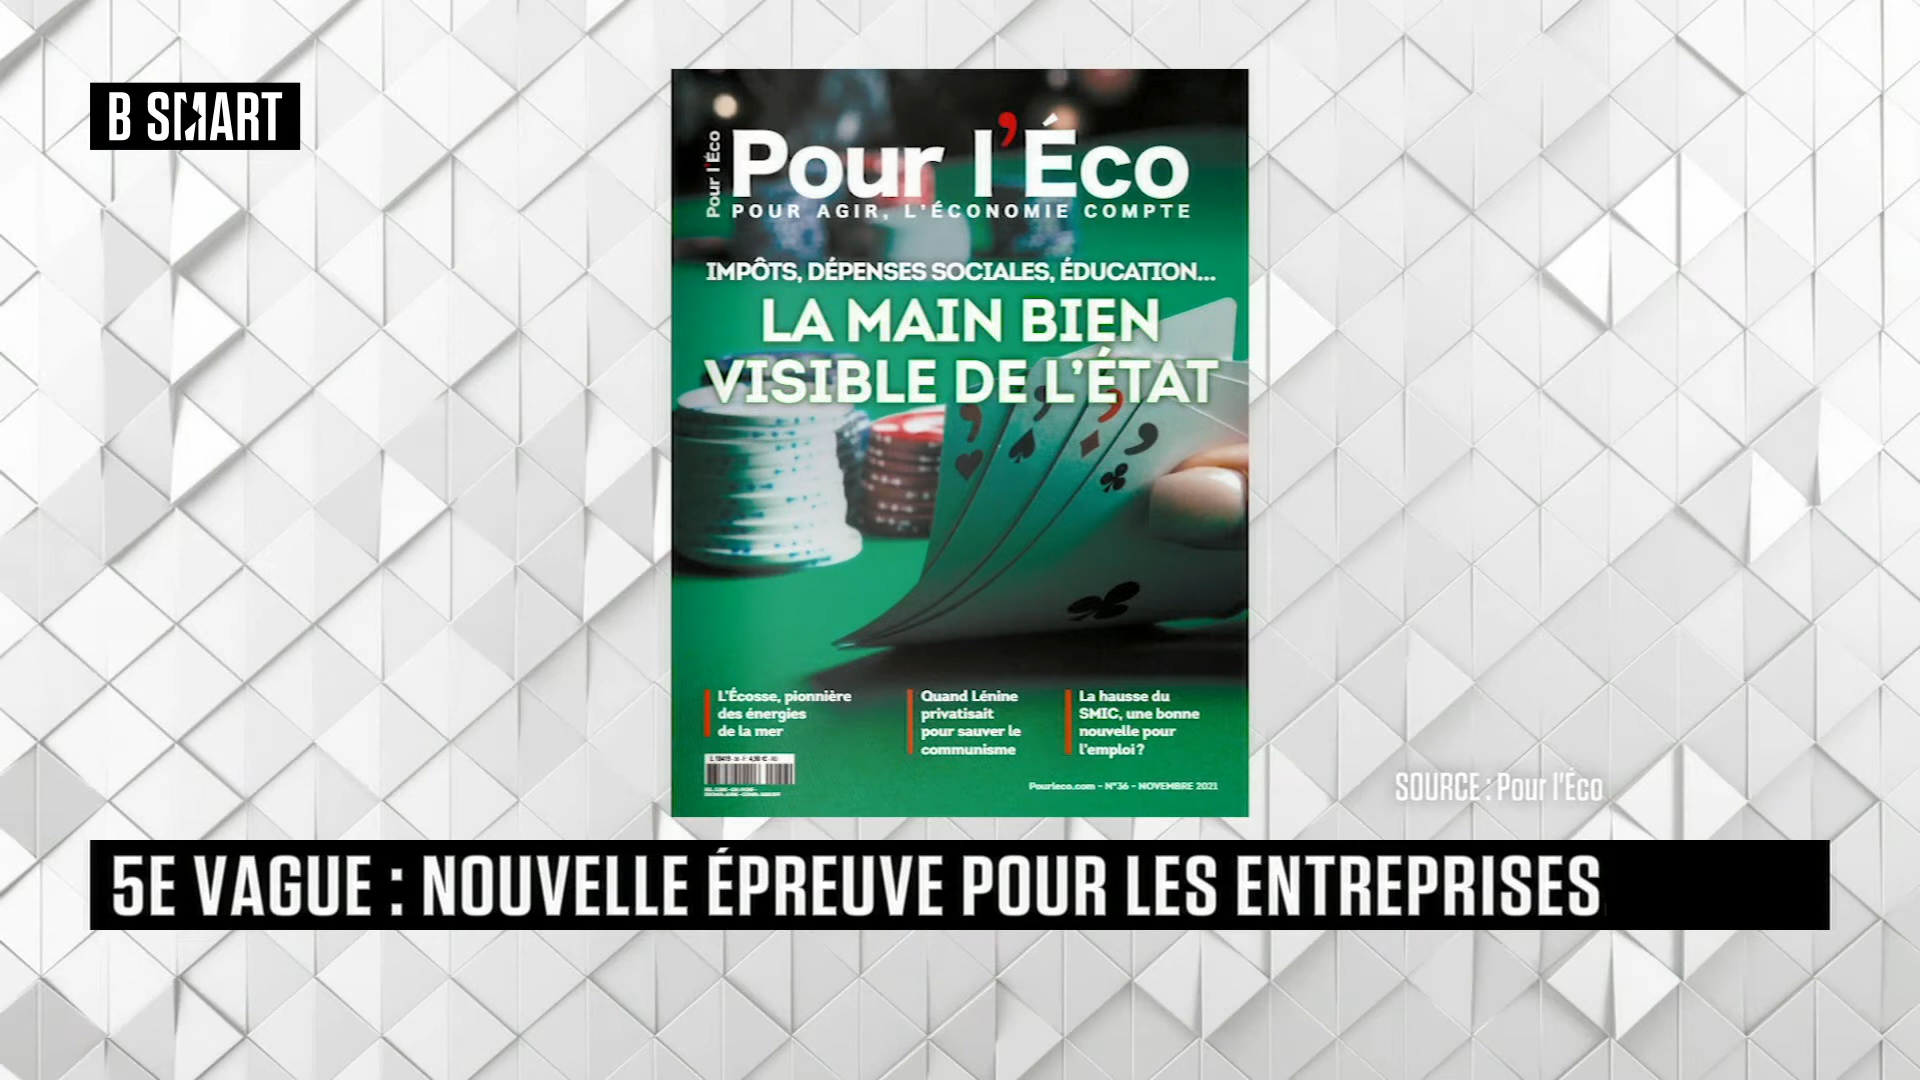 B SMART
Pour l'Éco
Pour l'Éco
POUR AGIR, L'ÉCONOMIE COMPTE
IMPÔTS, DÉPENSES SOCIALES, ÉDUCATION...
LA MAIN BIEN
VISIBLE DE L'ÉTAT
L'Écosse, pionnière
des énergies
de la mer
Quand Lénine
privatisait
pour sauver le
communisme
La hausse du
SMIC, une bonne
nouvelle pour
l'emploi ?
Pourleco.com - N°36 - NOVEMBRE 2021
SOURCE : Pour l'Éco
5E VAGUE : NOUVELLE ÉPREUVE POUR LES ENTREPRISES